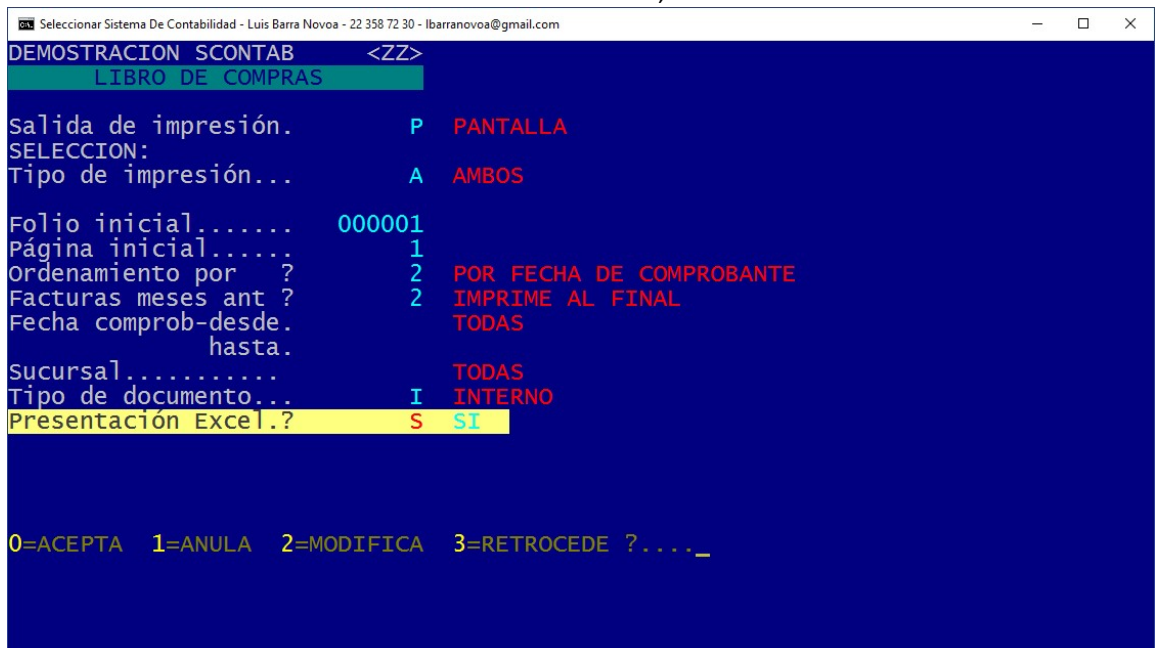 Seleccionar Sistema De Contabilidad - Luis Barra Novoa - 22 358 72 30 - lbarranovoa@gmail.com
DEMOSTRACION SCONTAB <ZZ>
LIBRO DE COMPRAS
Salida de impresión. P PANTALLA
SELECCION:
Tipo de impresión... A AMBOS
Folio inicial....... 000001
Página inicial...... 1
Ordenamiento por ? 2 POR FECHA DE COMPROBANTE
Facturas meses ant ? 2 IMPRIME AL FINAL
Fecha comprob-desde. TODAS
hasta.
Sucursal............ TODAS
Tipo de documento... I INTERNO
Presentación Excel.? S SI
0=ACEPTA 1=ANULA 2=MODIFICA 3=RETROCEDE ?...._